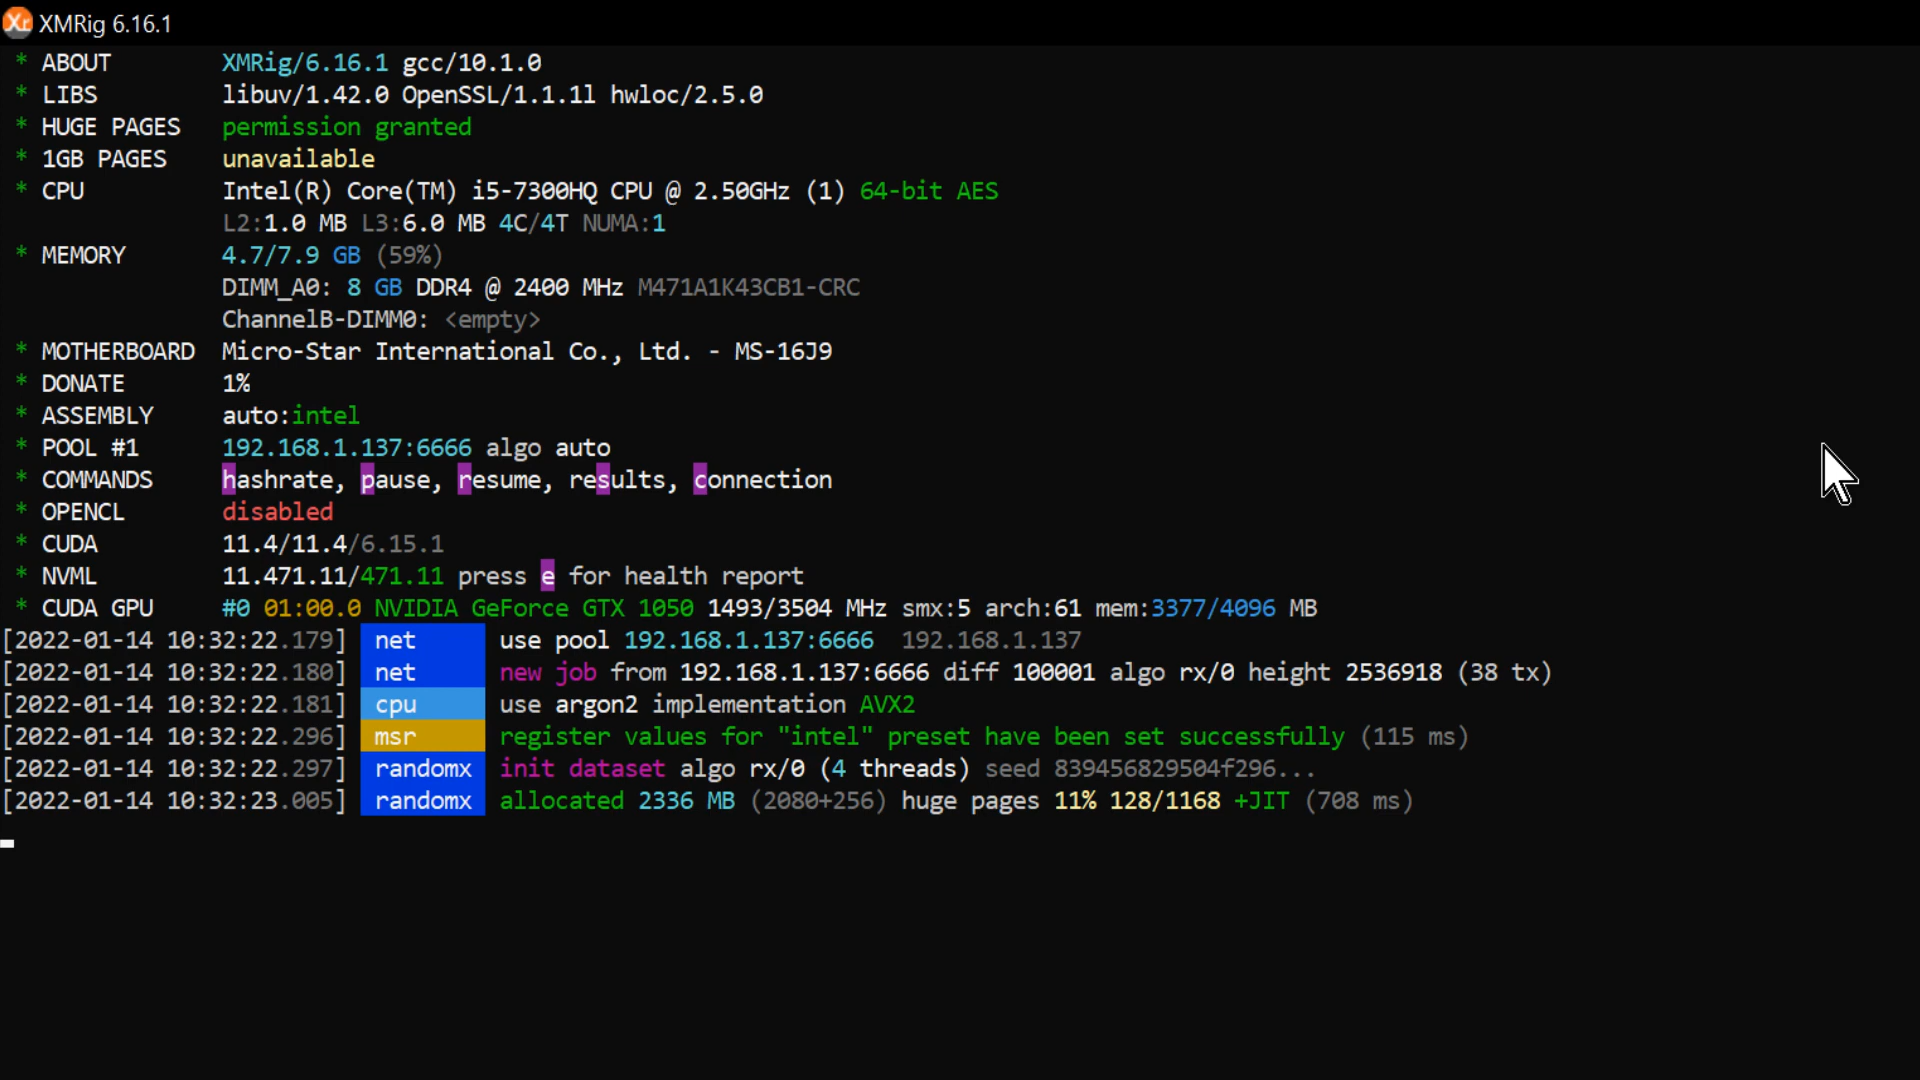 Xr XMRig 6.16.1
* ABOUT XMRig/6.16.1 gcc/10.1.0
* LIBS libuv/1.42.0 OpenSSL/1.1.1l hwloc/2.5.0
* HUGE PAGES permission granted
* 1GB PAGES unavailable
* CPU Intel(R) Core(TM) i5-7300HQ CPU @ 2.50GHz (1) 64-bit AES
L2:1.0 MB L3:6.0 MB 4C/4T NUMA:1
* MEMORY 4.7/7.9 GB (59%)
DIMM_A0: 8 GB DDR4 @ 2400 MHz M471A1K43CB1-CRC
ChannelB-DIMM0: <empty>
* MOTHERBOARD Micro-Star International Co., Ltd. - MS-16J9
* DONATE 1%
* ASSEMBLY auto:intel
* POOL #1 192.168.1.137:6666 algo auto
* COMMANDS hashrate, pause, resume, results, connection
* OPENCL disabled
* CUDA 11.4/11.4/6.15.1
* NVML 11.471.11/471.11 press e for health report
* CUDA GPU #0 01:00.0 NVIDIA GeForce GTX 1050 1493/3504 MHz smx:5 arch:61 mem:3377/4096 MB
[2022-01-14 10:32:22.179] net use pool 192.168.1.137:6666 192.168.1.137
[2022-01-14 10:32:22.180] net new job from 192.168.1.137:6666 diff 100001 algo rx/0 height 2536918 (38 tx)
[2022-01-14 10:32:22.181] cpu use argon2 implementation AVX2
[2022-01-14 10:32:22.296] msr register values for "intel" preset have been set successfully (115 ms)
[2022-01-14 10:32:22.297] randomx init dataset algo rx/0 (4 threads) seed 839456829504f296...
[2022-01-14 10:32:23.005] randomx allocated 2336 MB (2080+256) huge pages 11% 128/1168 +JIT (708 ms)